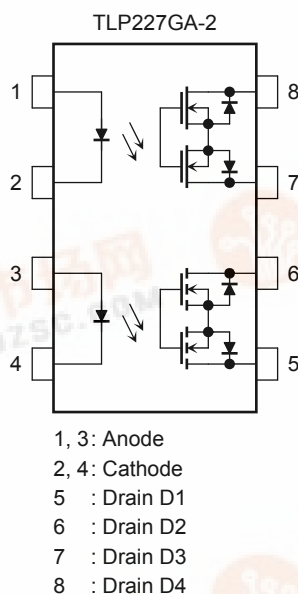 TLP227GA-2
1
8
2
7
3
6
4
5
1, 3 : Anode
2, 4 : Cathode
5 : Drain D1
6 : Drain D2
7 : Drain D3
8 : Drain D4